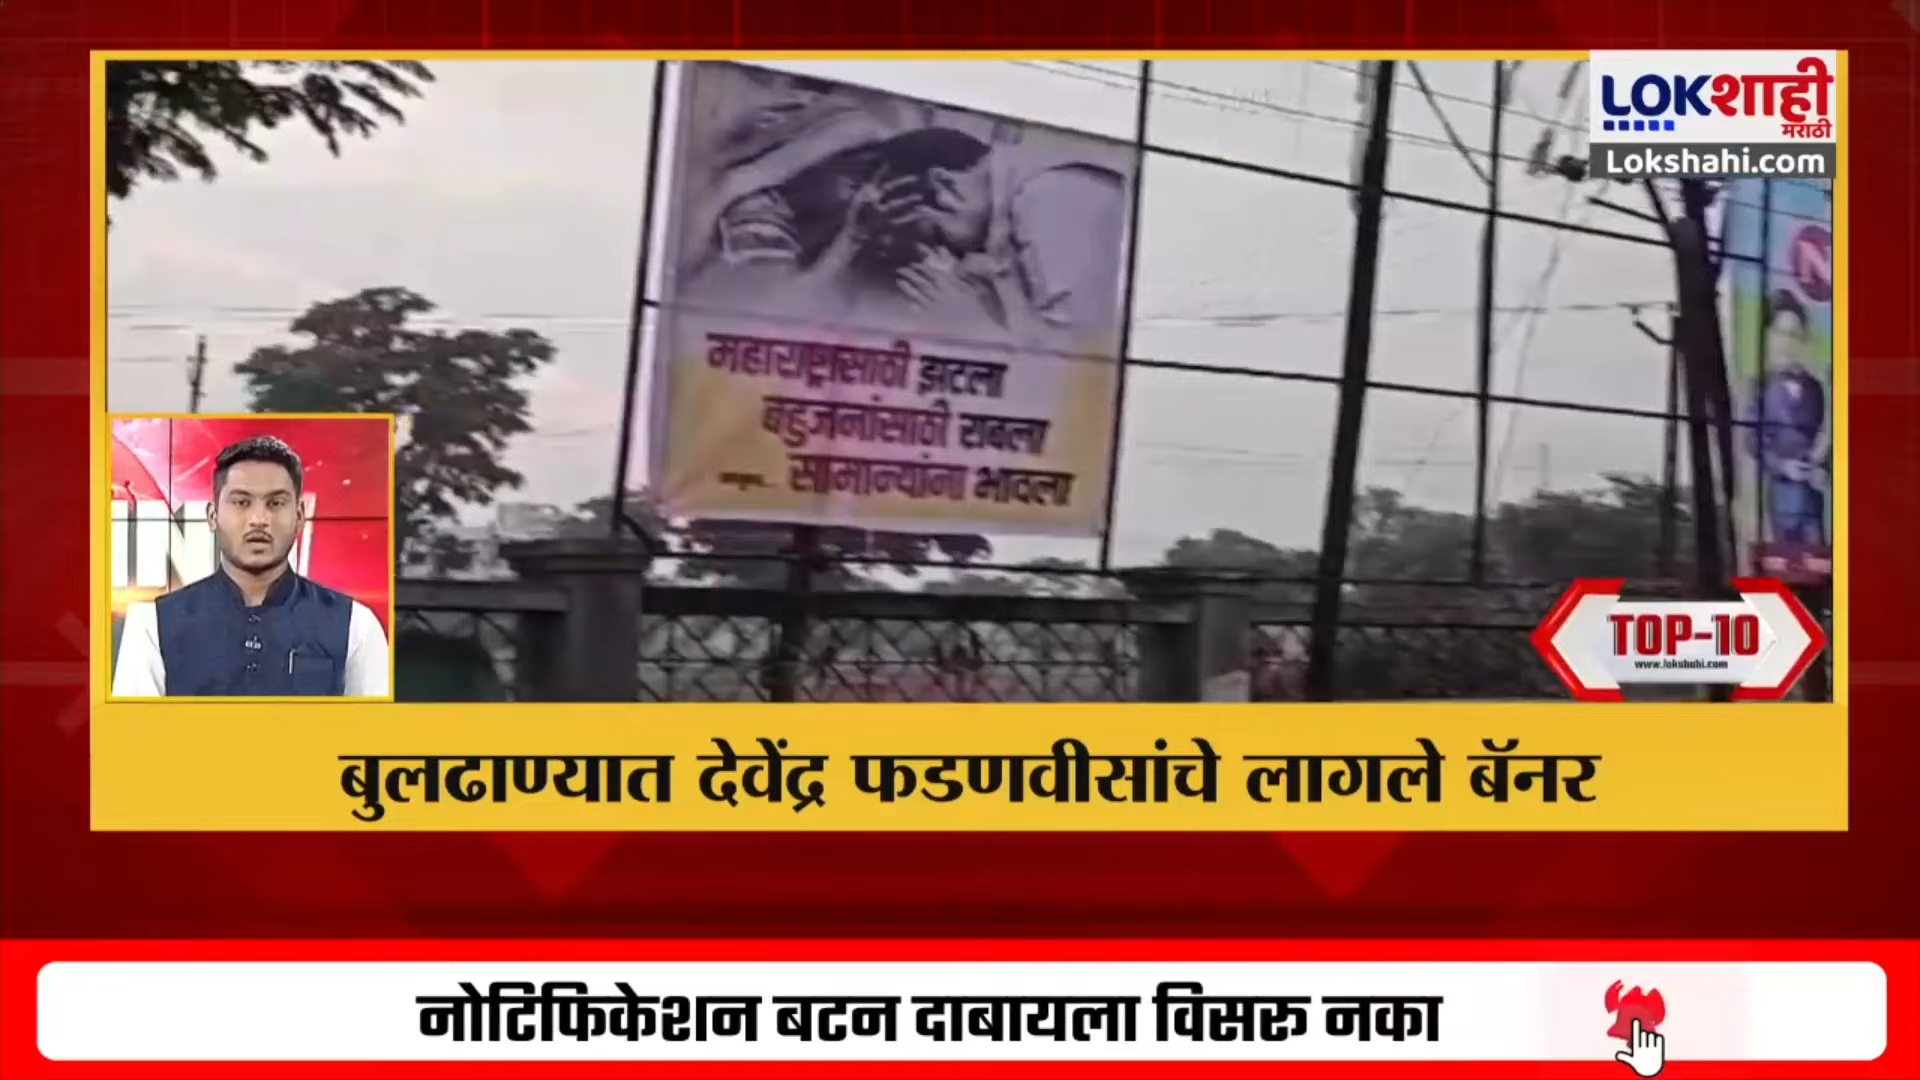 LOKशाही
मराठी
Lokshahi.com
महाराष्ट्रासाठी झटला
बहुजनांसाठी राबला
सामान्यांना भावला
TOP-10
www.lokshahi.com
बुलढाण्यात देवेंद्र फडणवीसांचे लागले बॅनर
नोटिफिकेशन बटन दाबायला विसरू नका